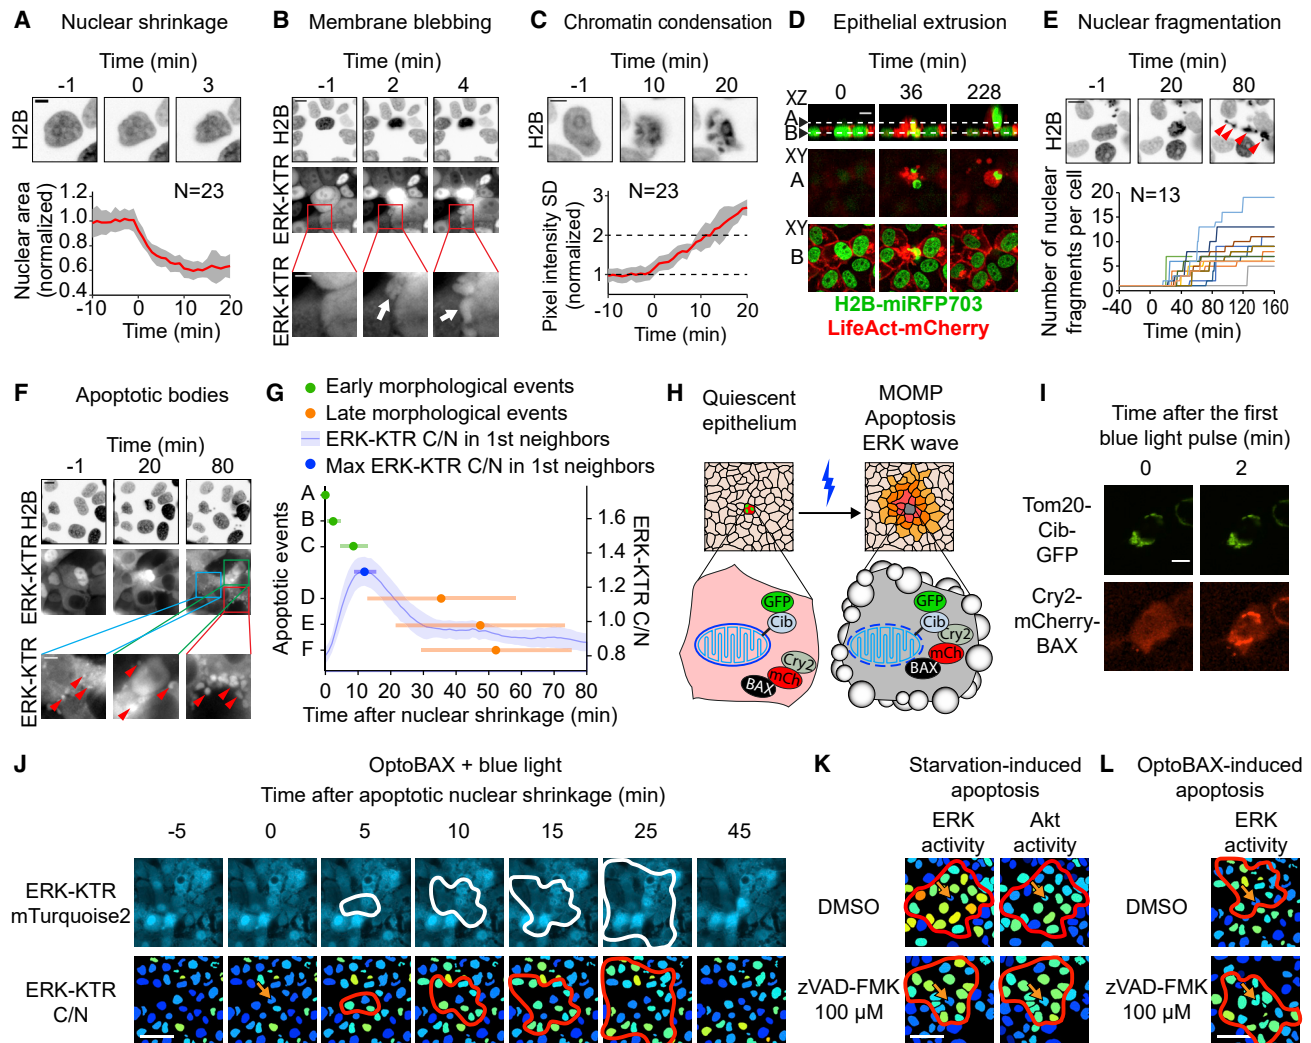 A Nuclear shrinkage
Time (min)
-1 0 3
H2B
Nuclear area
(normalized)
1.2
1.0
0.8
0.6
0.4
N=23
-10 0 10 20
Time (min)
B Membrane blebbing
Time (min)
-1 2 4
H2B
ERK-KTR
ERK-KTR
C Chromatin condensation
Time (min)
-1 10 20
H2B
Pixel intensity SD
(normalized)
3
2
1
N=23
-10 0 10 20
Time (min)
D Epithelial extrusion
Time (min)
0 36 228
XZ
A
B
XY
A
XY
B
H2B-miRFP703
LifeAct-mCherry
E Nuclear fragmentation
Time (min)
-1 20 80
H2B
Number of nuclear
fragments per cell
20
15
10
5
0
N=13
-40 0 40 80 120 160
Time (min)
F Apoptotic bodies
Time (min)
-1 20 80
H2B
ERK-KTR
ERK-KTR
G
Early morphological events
Late morphological events
ERK-KTR C/N in 1st neighbors
Max ERK-KTR C/N in 1st neighbors
Apoptotic events
A
B
C
D
E
F
1.6
1.4
1.2
1.0
0.8
ERK-KTR C/N
0 10 20 30 40 50 60 70 80
Time after nuclear shrinkage (min)
H
Quiescent
epithelium
MOMP
Apoptosis
ERK wave
GFP
Cib
Cry2
mCh
BAX
GFP
Cib
Cry2
mCh
BAX
I
Time after the first
blue light pulse (min)
0 2
Tom20-
Cib-
GFP
Cry2-
mCherry-
BAX
J OptoBAX + blue light
Time after apoptotic nuclear shrinkage (min)
-5 0 5 10 15 25 45
ERK-KTR
mTurquoise2
ERK-KTR
C/N
K Starvation-induced
apoptosis
ERK
activity
Akt
activity
DMSO
zVAD-FMK
100 µM
L OptoBAX-induced
apoptosis
ERK
activity
DMSO
zVAD-FMK
100 µM